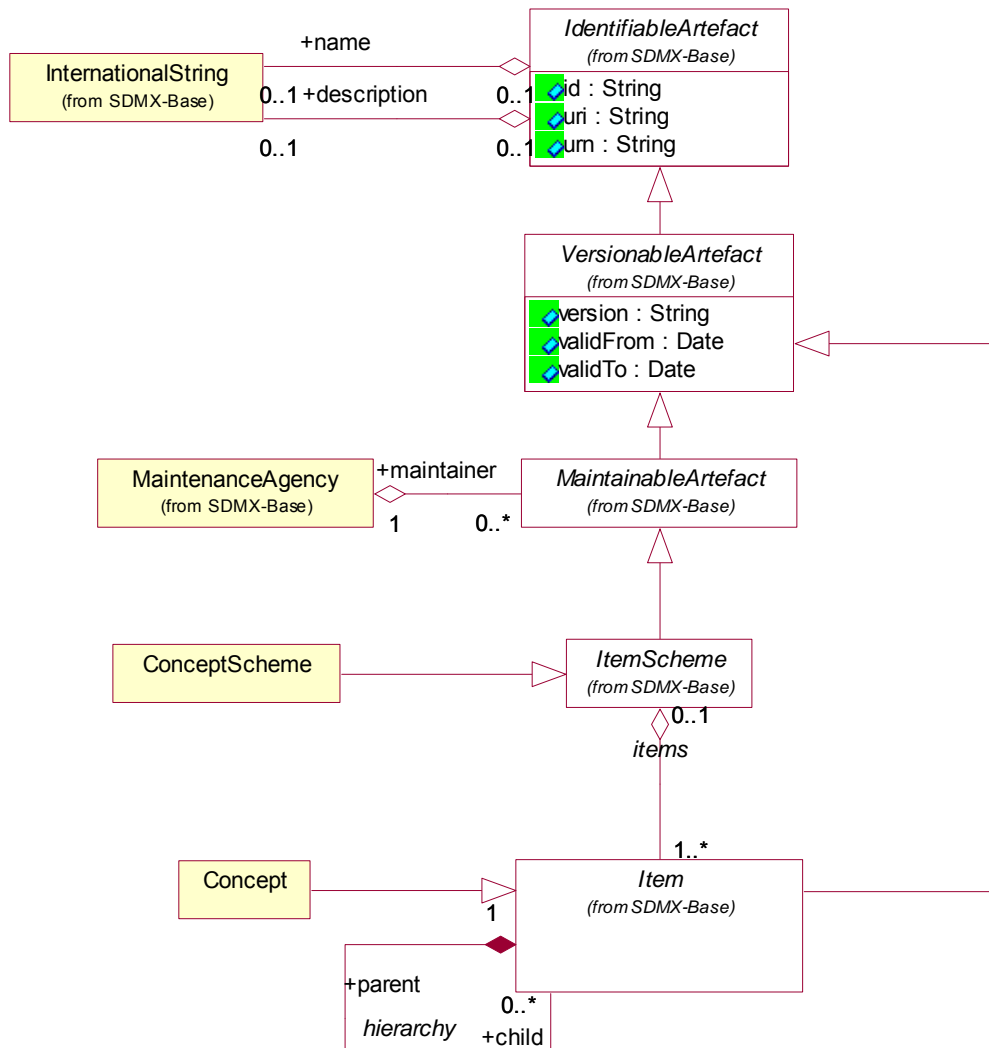 IdentifiableArtefact
(from SDMX-Base)
+name
InternationalString
(from SDMX-Base)
0..1
+description
0..1
id : String
uri : String
urn : String
0..1
0..1
VersionableArtefact
(from SDMX-Base)
version : String
validFrom : Date
validTo : Date
MaintenanceAgency
(from SDMX-Base)
+maintainer
1
0..*
MaintainableArtefact
(from SDMX-Base)
ConceptScheme
ItemScheme
(from SDMX-Base)
0..1
items
1..*
Concept
Item
(from SDMX-Base)
1
+parent
0..*
hierarchy
+child